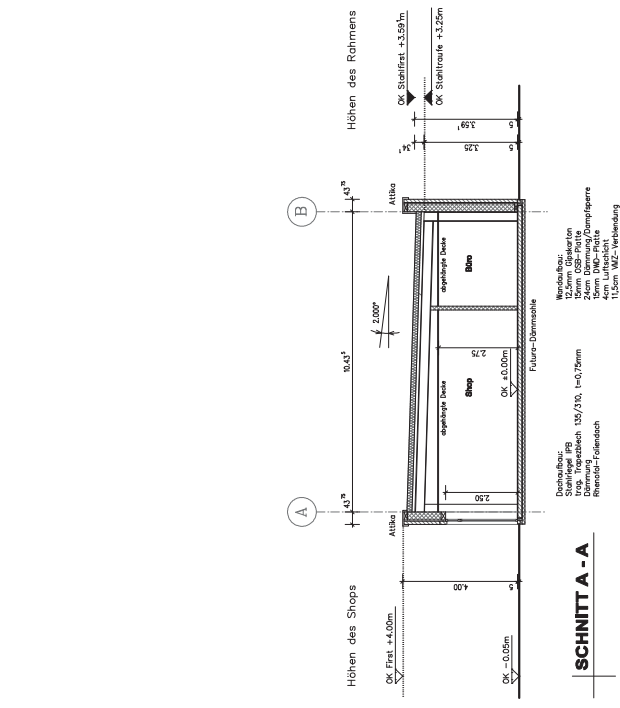 Höhen des Shops
OK First +4.00m
OK -0.05m
4.00
5
A
B
43⁷⁵
10.43⁵
43⁷⁵
Attika
Attika
2.000°
abgehängte Decke
abgehängte Decke
Shop
Büro
2.50
2.75
OK ±0.00m
Futura-Dämmsohle
Höhen des Rahmens
OK Stahlfirst +3.59¹m
OK Stahltraufe +3.25m
34¹
3.25
5
3.59¹
5
SCHNITT A - A
Dachaufbau:
Stahlriegel IPB
trag. Trapezblech 135/310, t=0,75mm
Dämmung
Rhenofol-Foliendach
Wandaufbau:
12,5mm Gipskarton
15mm OSB-Platte
24cm Dämmung/Dampfsperre
15mm DWD-Platte
4cm Luftschicht
11,5cm VMZ-Verblendung